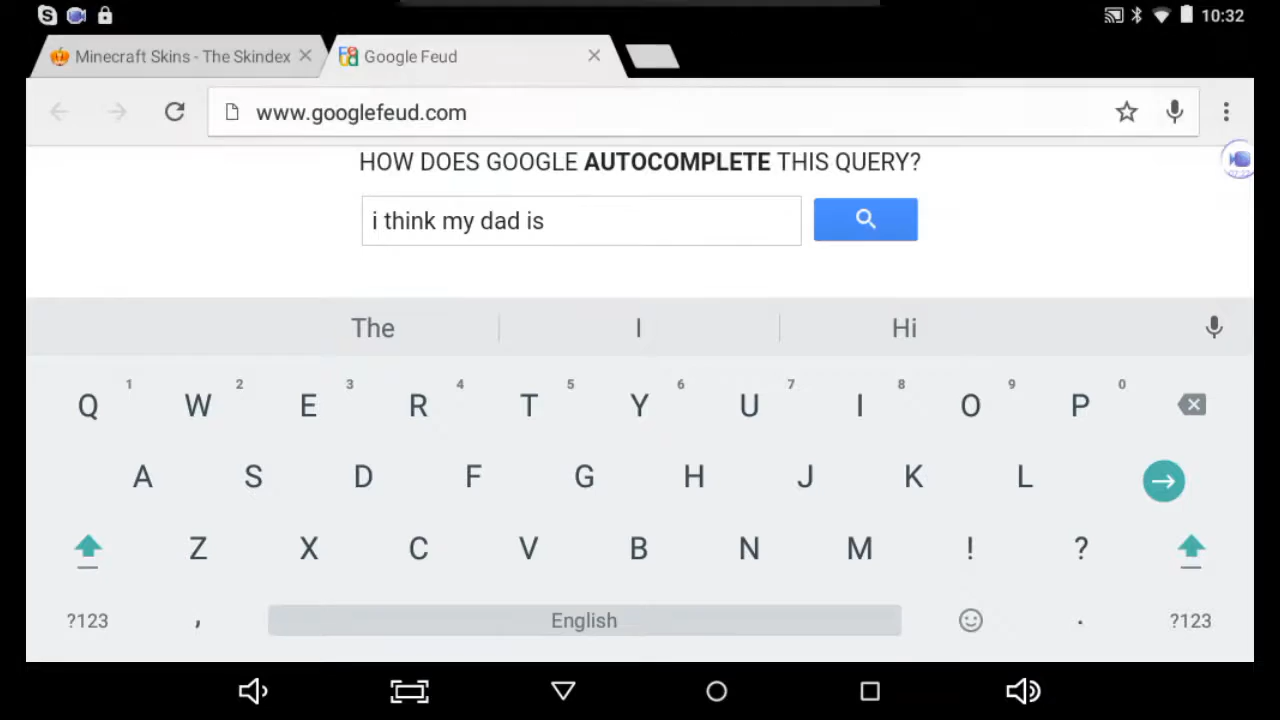 10:32
Minecraft Skins - The Skindex
Google Feud
www.googlefeud.com
HOW DOES GOOGLE AUTOCOMPLETE THIS QUERY?
i think my dad is
The I Hi
1 2 3 4 5 6 7 8 9 0
Q W E R T Y U I O P
A S D F G H J K L
Z X C V B N M ! ?
?123 , English . ?123